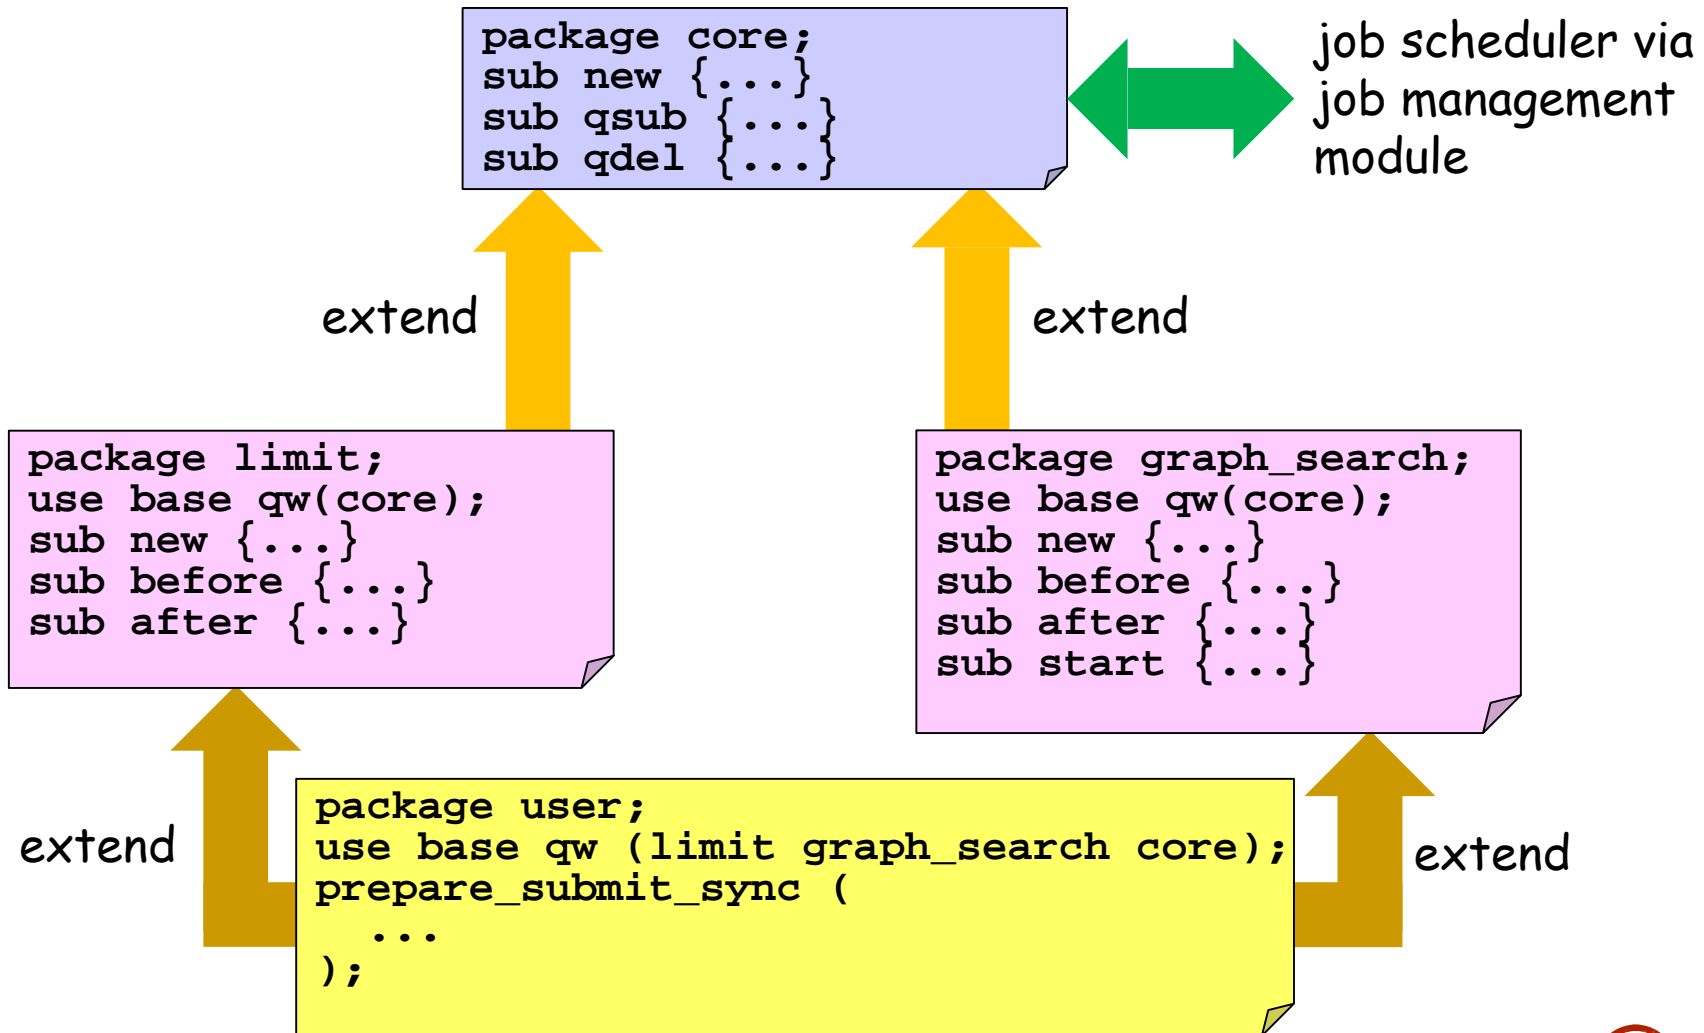 package core;
sub new {...}
sub qsub {...}
sub qdel {...}
job scheduler via
job management
module
extend
extend
package limit;
use base qw(core);
sub new {...}
sub before {...}
sub after {...}
package graph_search;
use base qw(core);
sub new {...}
sub before {...}
sub after {...}
sub start {...}
extend
package user;
use base qw (limit graph_search core);
prepare_submit_sync (
...
);
extend